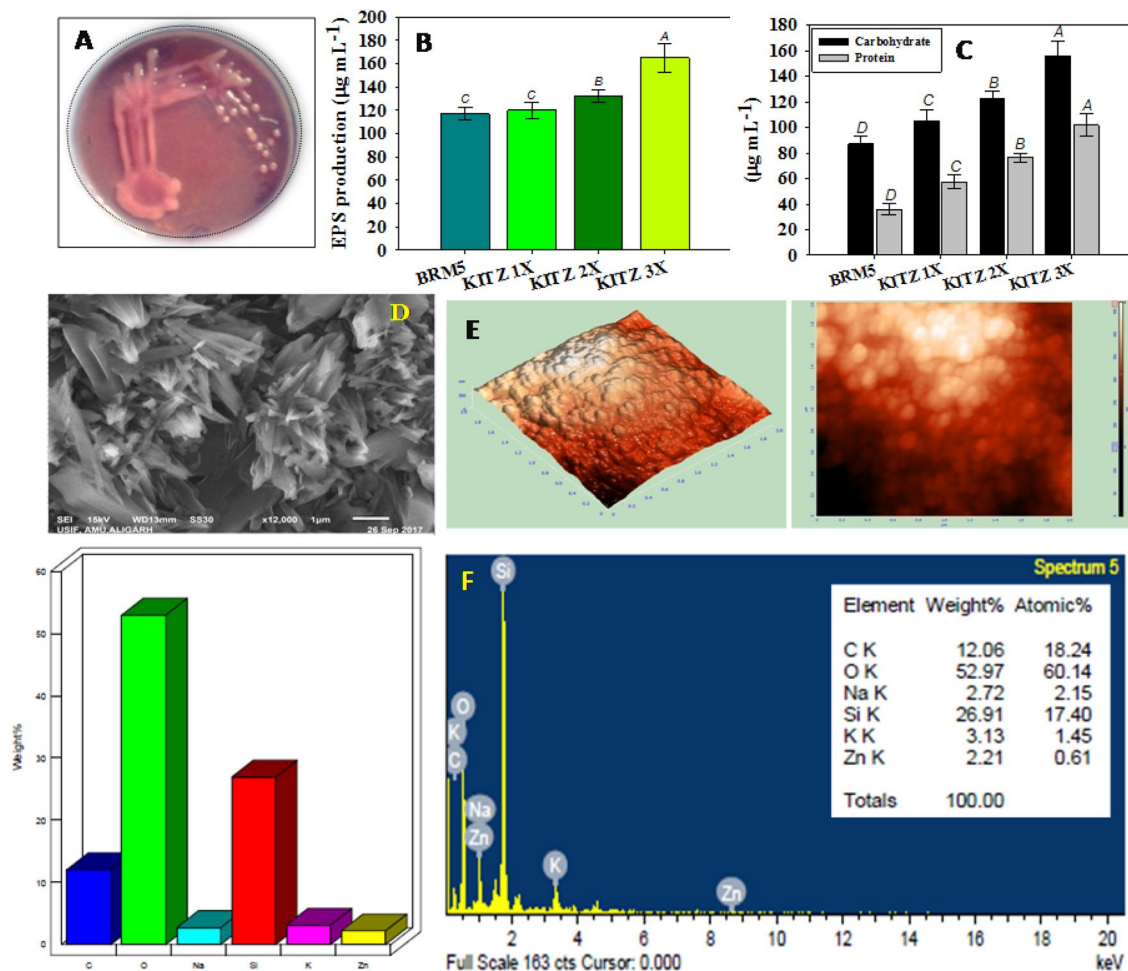 A
B
EPS production (µg mL-1)
200
180
160
140
120
100
80
60
40
20
0
C
C
B
A
BRM5
KITZ 1X
KITZ 2X
KITZ 3X
C
Carbohydrate
Protein
(µg mL-1)
180
160
140
120
100
80
60
40
20
0
D
D
C
C
B
B
A
A
BRM5
KITZ 1X
KITZ 2X
KITZ 3X
D
SEI 15kV WD13mm SS30 x12,000 1µm
USIF, AMU,ALIGARH 26 Sep 2017
E
Weight%
60
50
40
30
20
10
0
C O Na Si K Zn
F
Spectrum 5
Si
O
K
C
Na
Zn
K
Zn
Element Weight% Atomic%
C K 12.06 18.24
O K 52.97 60.14
Na K 2.72 2.15
Si K 26.91 17.40
K K 3.13 1.45
Zn K 2.21 0.61
Totals 100.00
2 4 6 8 10 12 14 16 18 20
Full Scale 163 cts Cursor: 0.000 keV